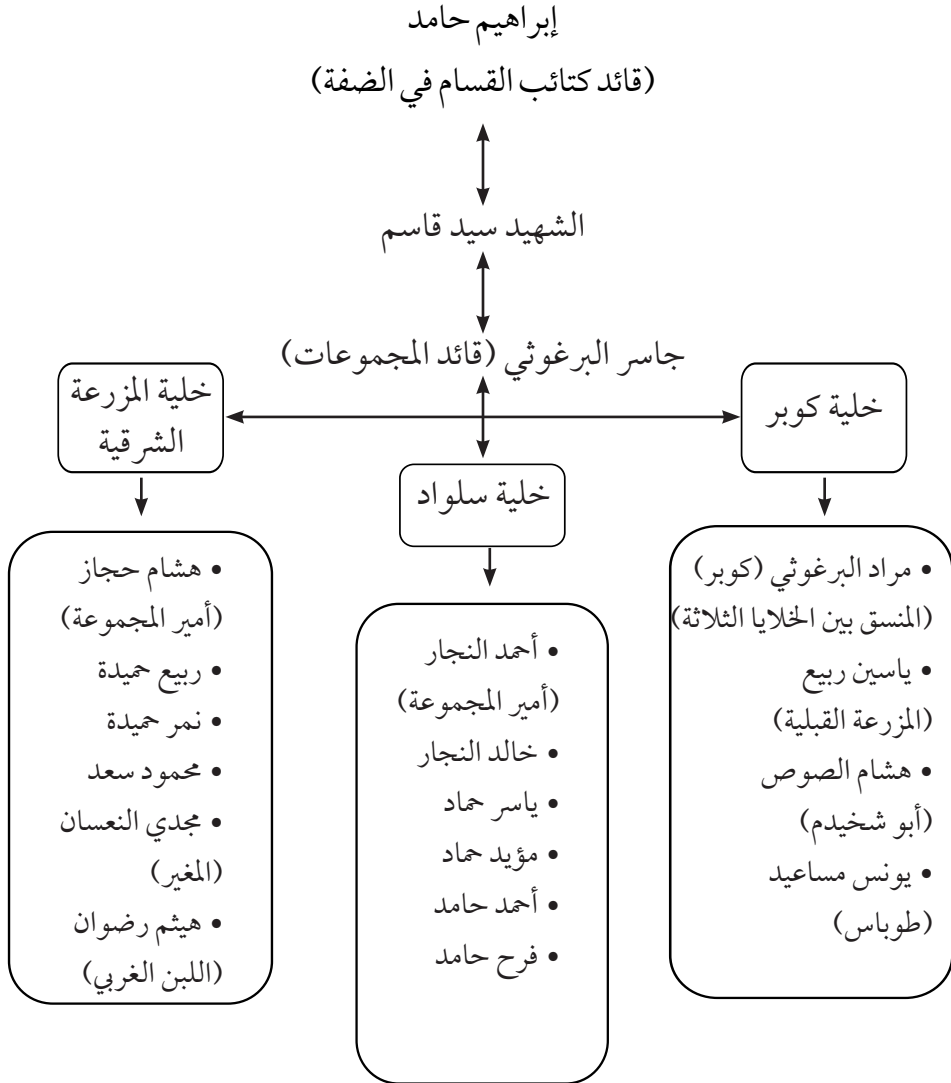 إبراهيم حامد
(قائد كتائب القسام في الضفة)
الشهيد سيد قاسم
جاسر البرغوثي (قائد المجموعات)
خلية كوبر
• مراد البرغوثي (كوبر)
(المنسق بين الخلايا الثلاثة)
• ياسين ربيع
(المزرعة القبلية)
• هشام الصوص
(أبو شخيدم)
• يونس مساعيد
(طوباس)
خلية سلواد
• أحمد النجار
(أمير المجموعة)
• خالد النجار
• ياسر حماد
• مؤيد حماد
• أحمد حامد
• فرح حامد
خلية المزرعة
الشرقية
• هشام حجاز
(أمير المجموعة)
• ربيع حميدة
• نمر حميدة
• محمود سعد
• مجدي النعسان
(المغير)
• هيثم رضوان
(اللبن الغربي)